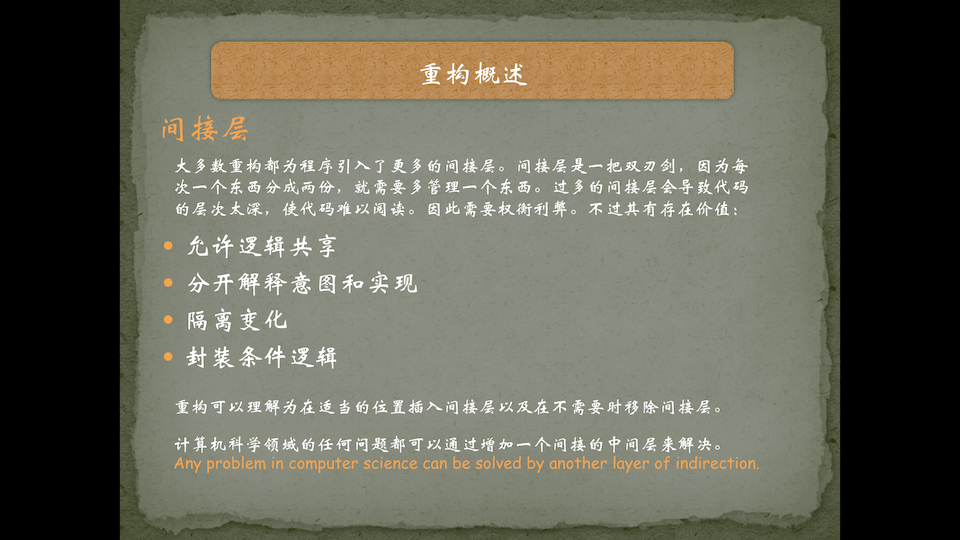 重构概述
间接层
大多数重构都为程序引入了更多的间接层。间接层是一把双刃剑，因为每
次一个东西分成两份，就需要多管理一个东西。过多的间接层会导致代码
的层次太深，使代码难以阅读。因此需要权衡利弊。不过其有存在价值：
允许逻辑共享
分开解释意图和实现
隔离变化
封装条件逻辑
重构可以理解为在适当的位置插入间接层以及在不需要时移除间接层。
计算机科学领域的任何问题都可以通过增加一个间接的中间层来解决。
Any problem in computer science can be solved by another layer of indirection.